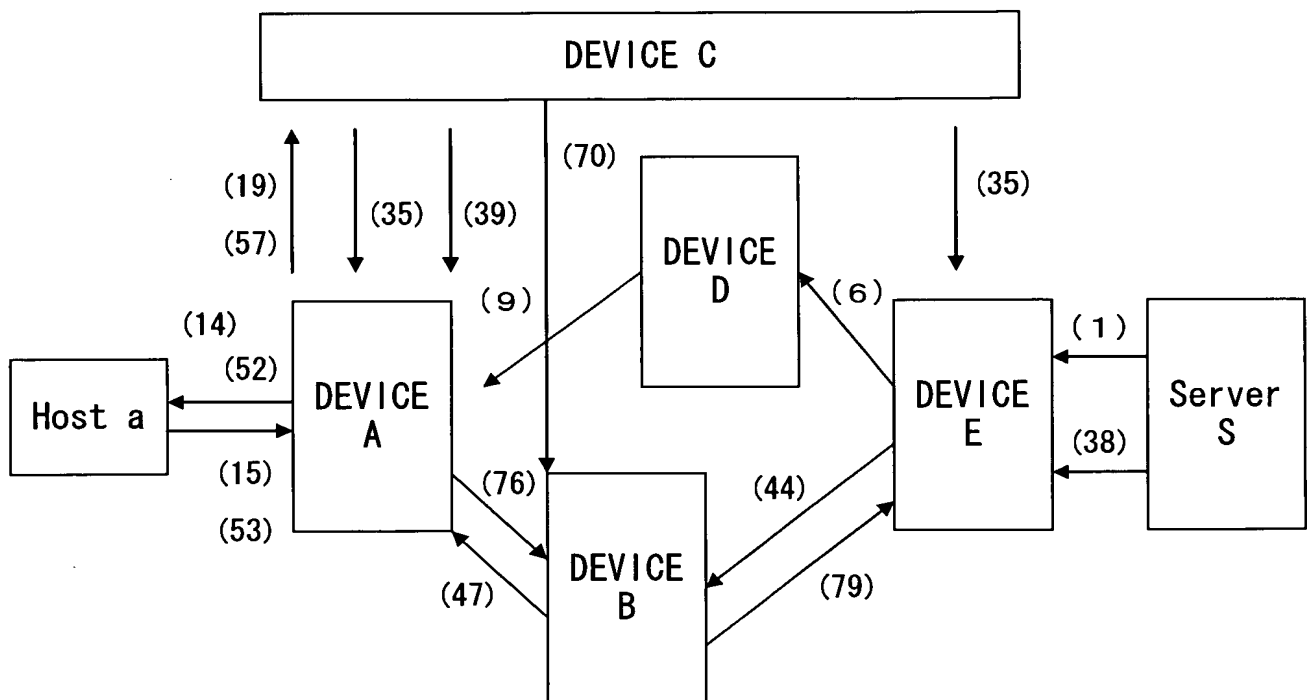 DEVICE C
(70)
(19)
(35)
(39)
(35)
(57)
DEVICE
D
(9)
(6)
(14)
(1)
(52)
Host a
DEVICE
A
DEVICE
E
Server
S
(15)
(76)
(44)
(38)
(53)
(47)
DEVICE
B
(79)